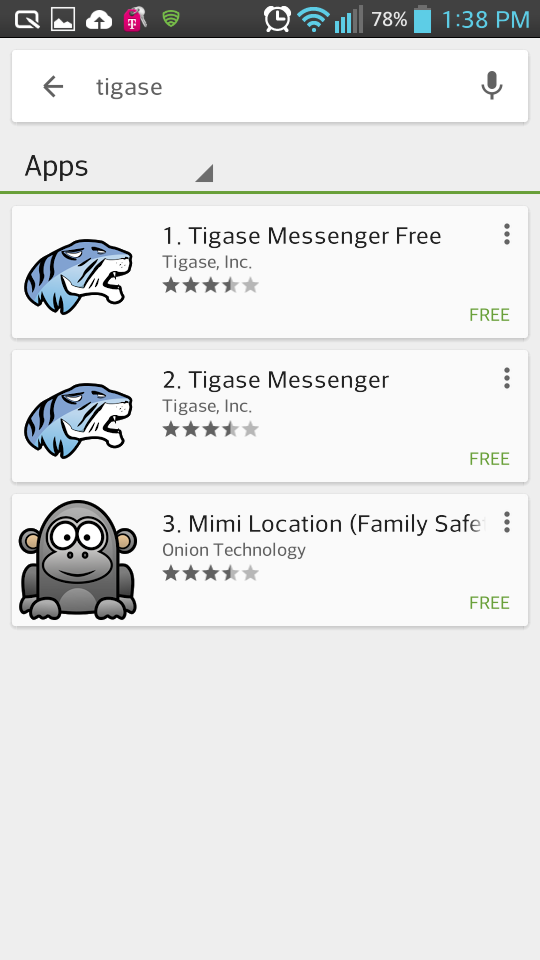 78% 1:38 PM
tigase
Apps
1. Tigase Messenger Free
Tigase, Inc.
FREE
2. Tigase Messenger
Tigase, Inc.
FREE
3. Mimi Location (Family Safe
Onion Technology
FREE